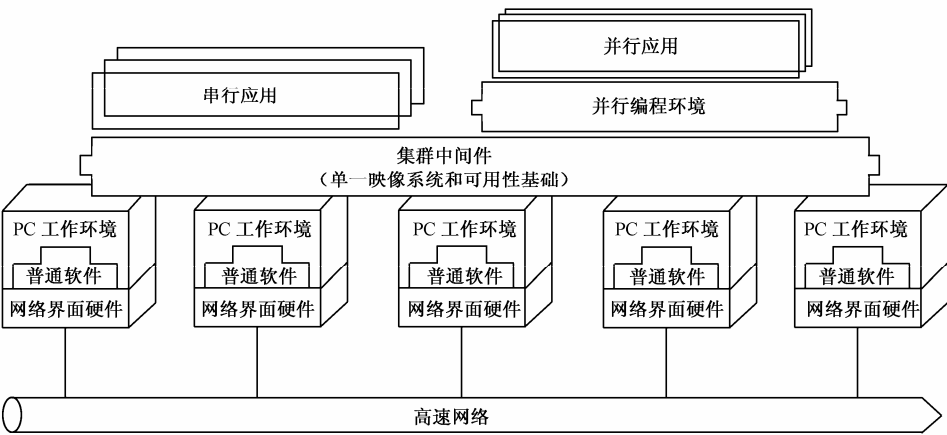 并行应用
串行应用
并行编程环境
集群中间件
（单一映像系统和可用性基础）
PC 工作环境
PC 工作环境
PC 工作环境
PC 工作环境
PC 工作环境
普通软件
普通软件
普通软件
普通软件
普通软件
网络界面硬件
网络界面硬件
网络界面硬件
网络界面硬件
网络界面硬件
高速网络